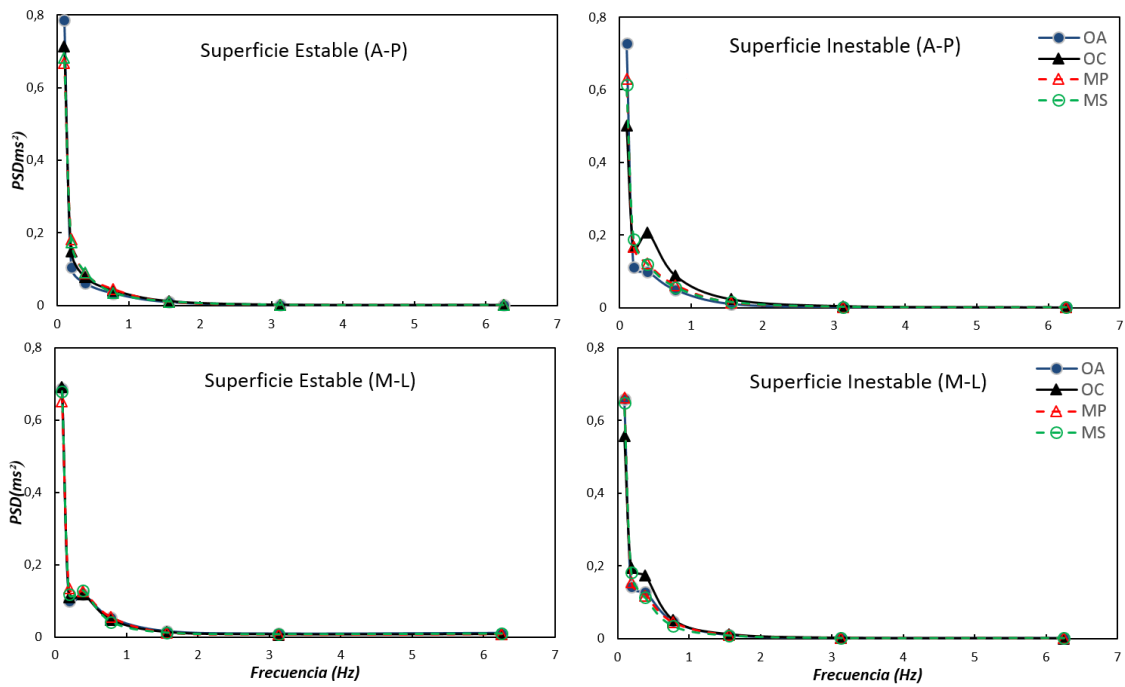 Superficie Estable (A-P)
PSDms²
0,8
0,6
0,4
0,2
0
0 1 2 3 4 5 6 7
Superficie Inestable (A-P)
OA
OC
MP
MS
0,8
0,6
0,4
0,2
0
0 1 2 3 4 5 6 7
Superficie Estable (M-L)
PSD(ms²
0,8
0,6
0,4
0,2
0
0 1 2 3 4 5 6 7
Frecuencia (Hz)
Superficie Inestable (M-L)
OA
OC
MP
MS
0,8
0,6
0,4
0,2
0
0 1 2 3 4 5 6 7
Frecuencia (Hz)